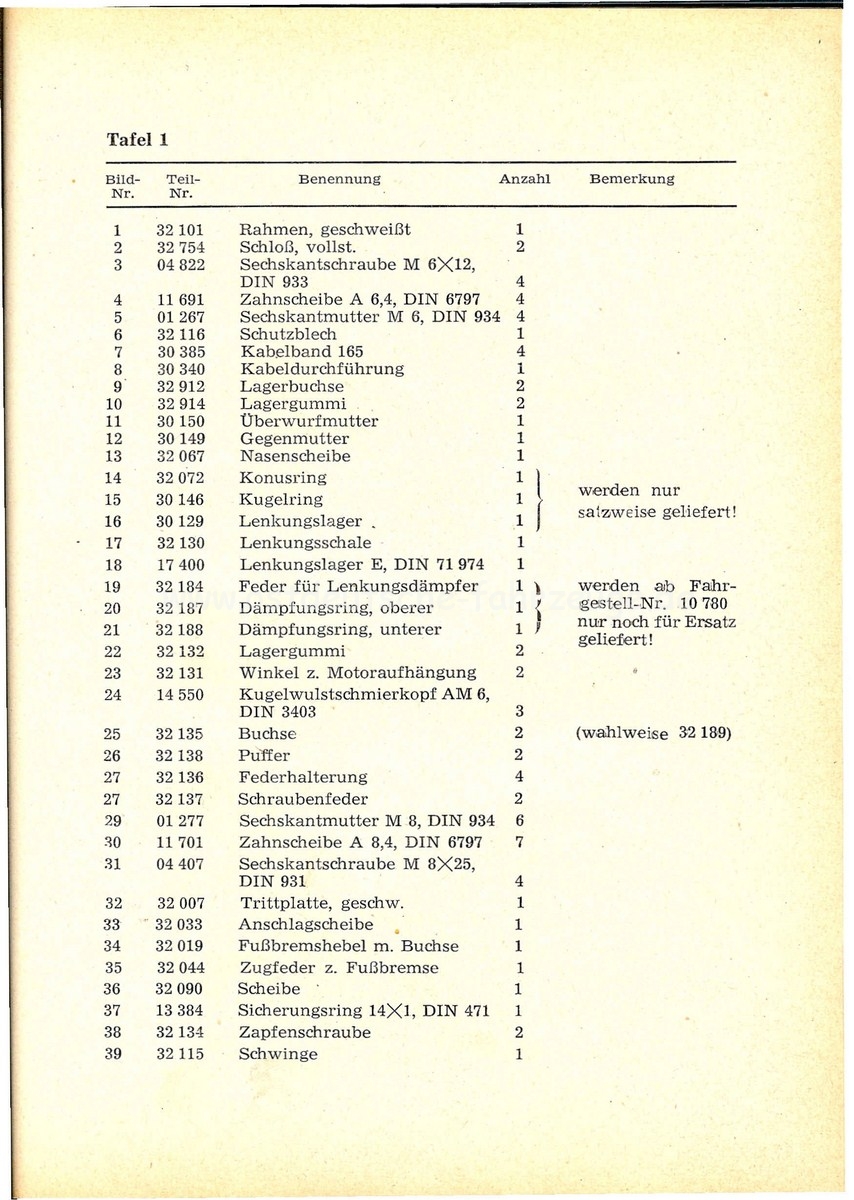 Tafel 1
Bild- Teil- Benennung Anzahl Bemerkung
Nr. Nr.
1 32 101 Rahmen, geschweißt 1
2 32 754 Schloß, vollst. 2
3 04 822 Sechskantschraube M 6×12,
DIN 933 4
4 11 691 Zahnscheibe A 6,4, DIN 6797 4
5 01 267 Sechskantmutter M 6, DIN 934 4
6 32 116 Schutzblech 1
7 30 385 Kabelband 165 4
8 30 340 Kabeldurchführung 1
9 32 912 Lagerbuchse 2
10 32 914 Lagergummi 2
11 30 150 Überwurfmutter 1
12 30 149 Gegenmutter 1
13 32 067 Nasenscheibe 1
14 32 072 Konusring 1
15 30 146 Kugelring 1 werden nur
16 30 129 Lenkungslager 1 satzweise geliefert!
17 32 130 Lenkungsschale 1
18 17 400 Lenkungslager E, DIN 71 974 1
19 32 184 Feder für Lenkungsdämpfer 1 werden ab Fahr-
20 32 187 Dämpfungsring, oberer 1 gestell-Nr. 10 780
21 32 188 Dämpfungsring, unterer 1 nur noch für Ersatz
geliefert!
22 32 132 Lagergummi 2
23 32 131 Winkel z. Motoraufhängung 2
24 14 550 Kugelwulstschmierkopf AM 6,
DIN 3403 3
25 32 135 Buchse 2 (wahlweise 32 189)
26 32 138 Puffer 2
27 32 136 Federhalterung 4
27 32 137 Schraubenfeder 2
29 01 277 Sechskantmutter M 8, DIN 934 6
30 11 701 Zahnscheibe A 8,4, DIN 6797 7
31 04 407 Sechskantschraube M 8×25,
DIN 931 4
32 32 007 Trittplatte, geschw. 1
33 32 033 Anschlagscheibe 1
34 32 019 Fußbremshebel m. Buchse 1
35 32 044 Zugfeder z. Fußbremse 1
36 32 090 Scheibe 1
37 13 384 Sicherungsring 14×1, DIN 471 1
38 32 134 Zapfenschraube 2
39 32 115 Schwinge 1